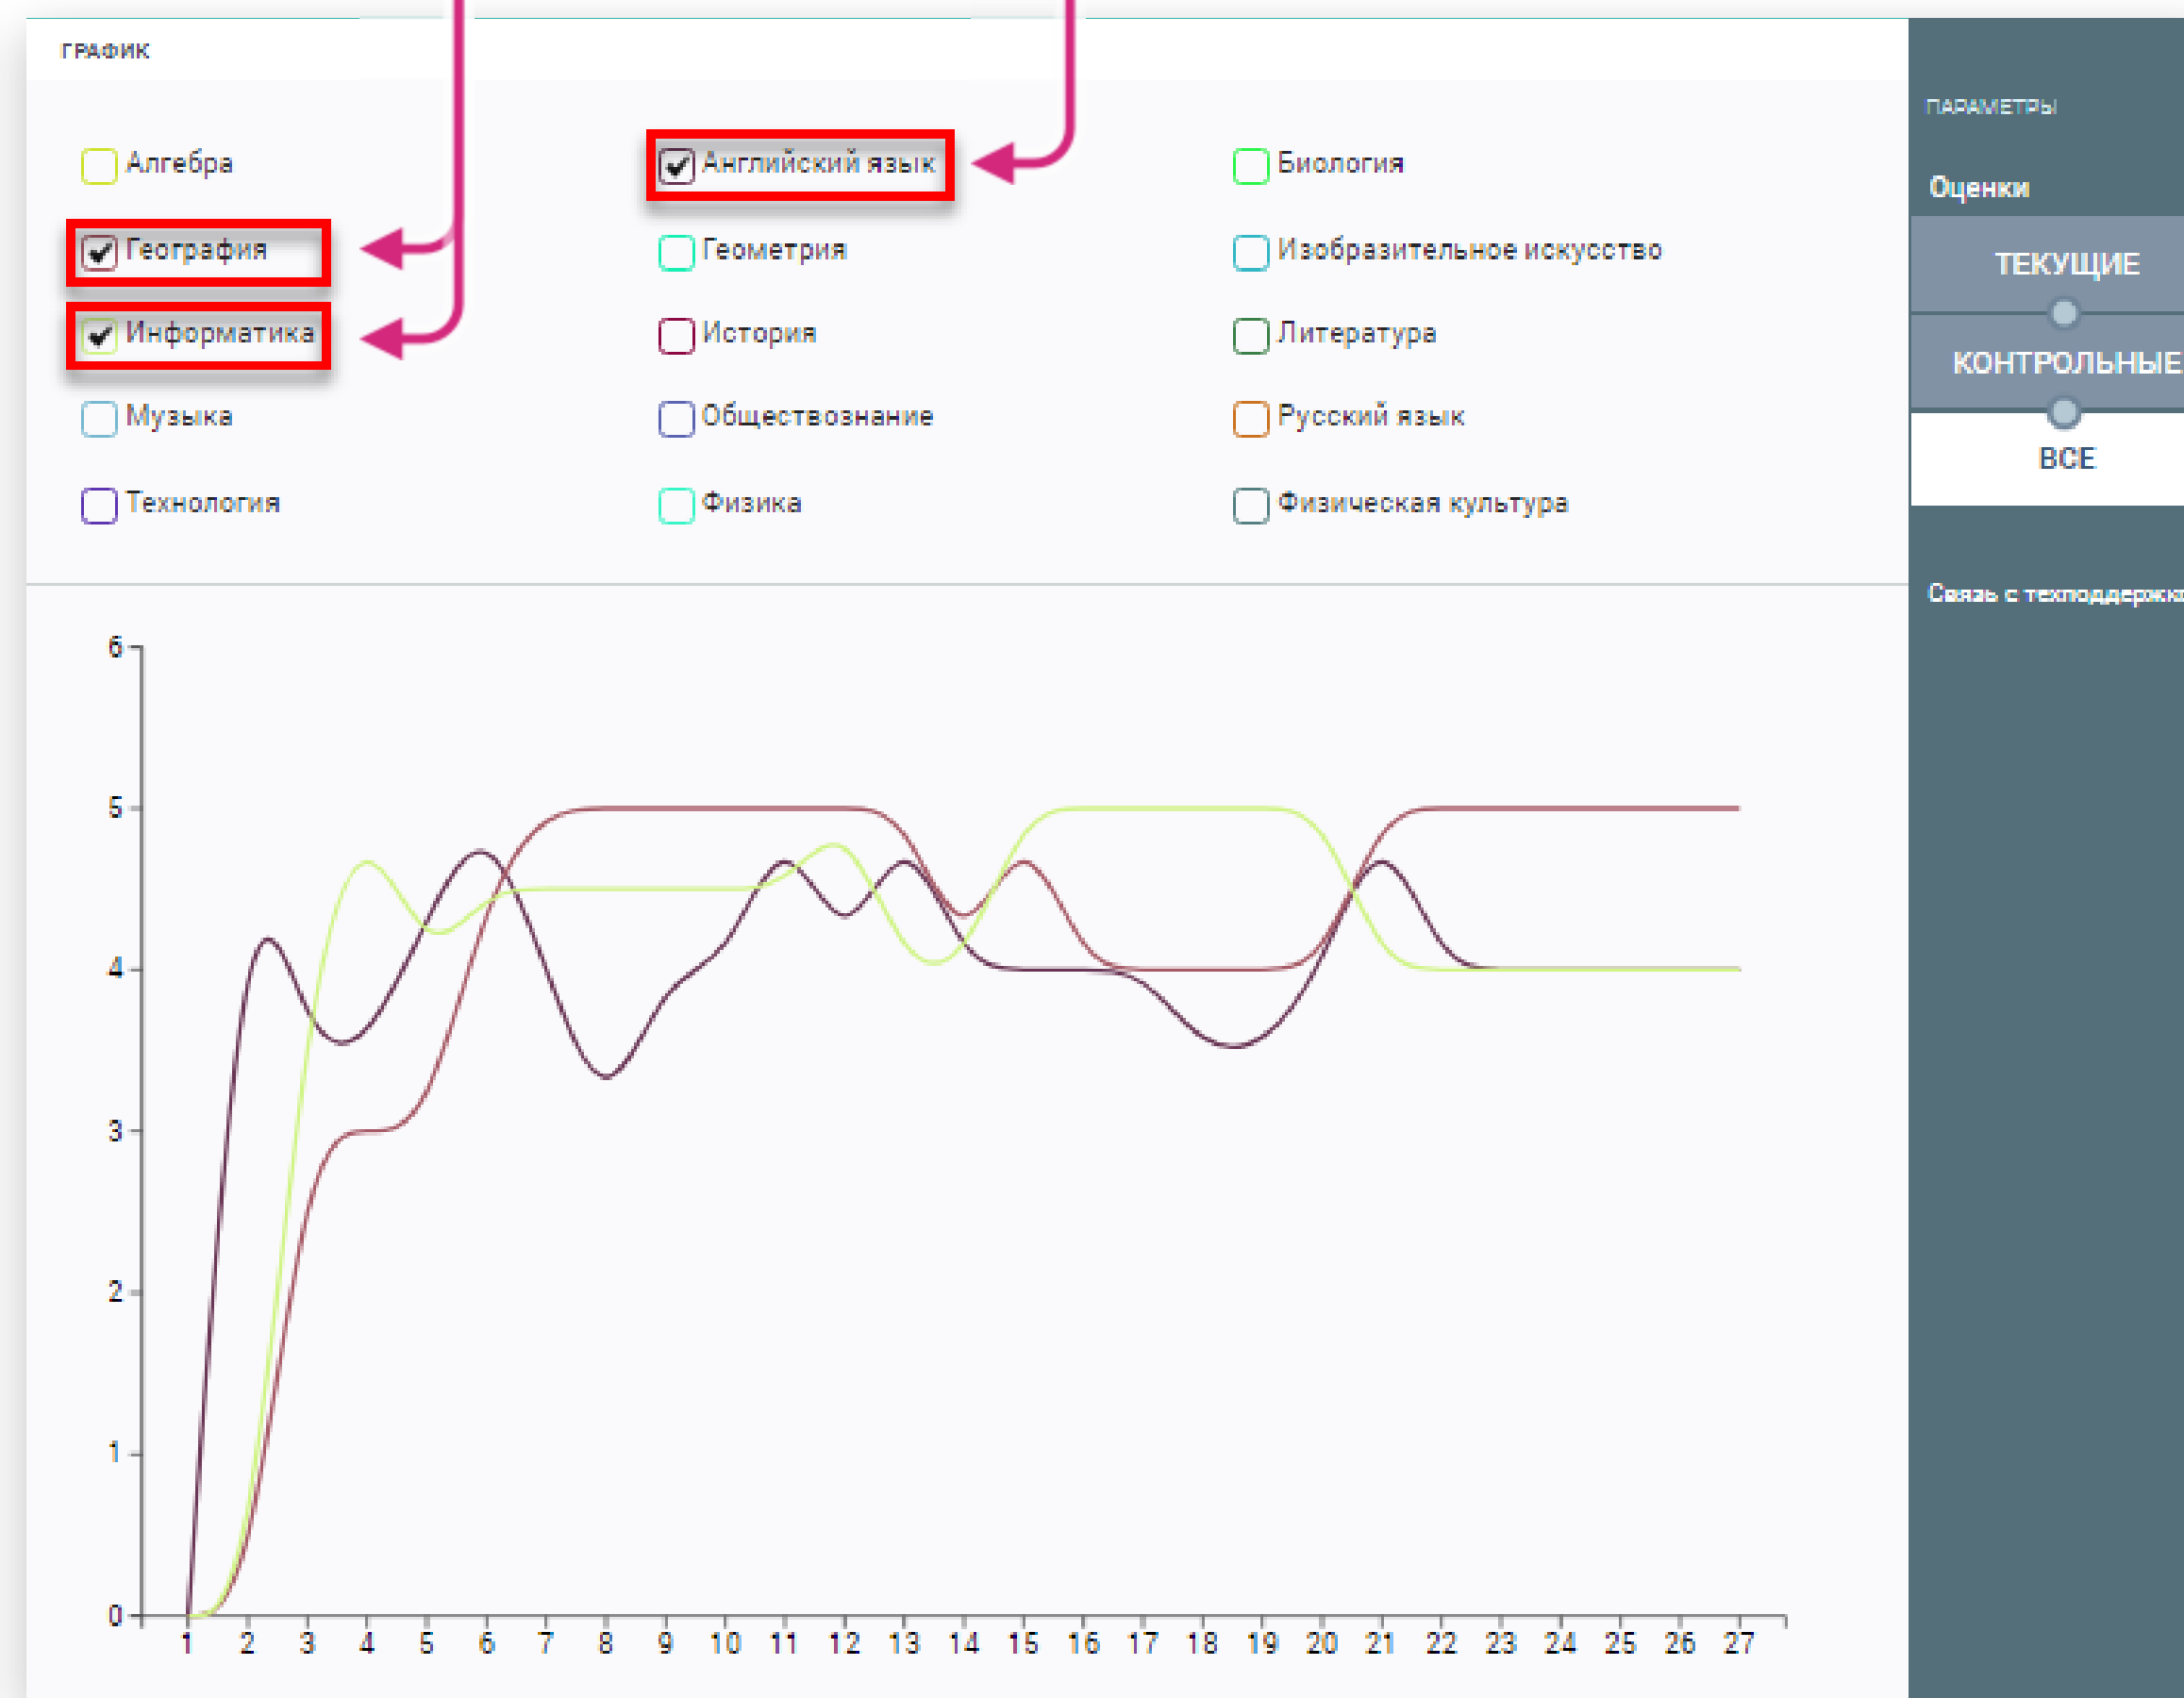 ГРАФИК
Алгебра
Английский язык
Биология
География
Геометрия
Изобразительное искусство
Информатика
История
Литература
Музыка
Обществознание
Русский язык
Технология
Физика
Физическая культура
ПАРАМЕТРЫ
Оценки
ТЕКУЩИЕ
КОНТРОЛЬНЫЕ
ВСЕ
Связь с
6
5
4
3
2
1
0
1 2 3 4 5 6 7 8 9 10 11 12 13 14 15 16 17 18 19 20 21 22 23 24 25 26 27